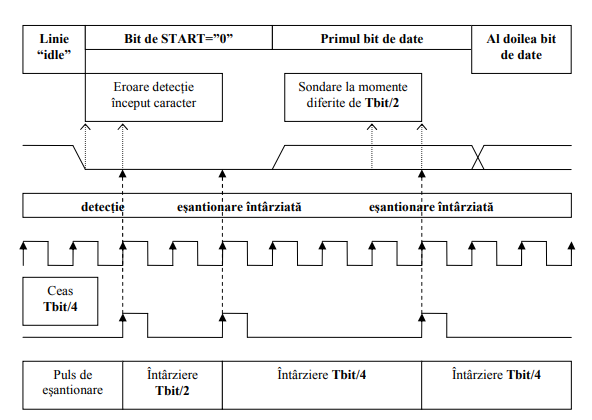 Linie
“idle”
Bit de START=”0”
Primul bit de date
Al doilea bit
de date
Eroare detecție
început caracter
Sondare la momente
diferite de Tbit/2
detecție
eșantionare întârziată
eșantionare întârziată
Ceas
Tbit/4
Puls de
eșantionare
Întârziere
Tbit/2
Întârziere Tbit/4
Întârziere Tbit/4